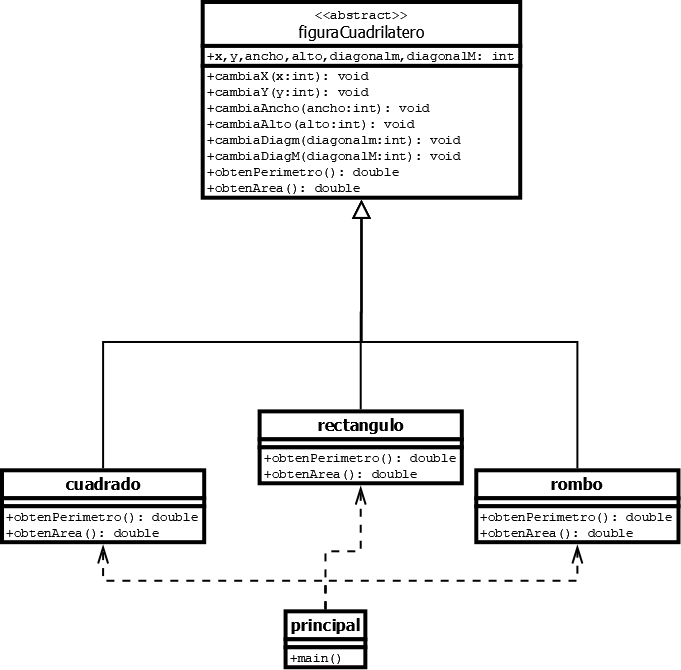 <<abstract>>
figuraCuadrilatero
+x,y,ancho,alto,diagonalm,diagonalM: int
+cambiaX(x:int): void
+cambiaY(y:int): void
+cambiaAncho(ancho:int): void
+cambiaAlto(alto:int): void
+cambiaDiagm(diagonalm:int): void
+cambiaDiagM(diagonalM:int): void
+obtenPerimetro(): double
+obtenArea(): double
rectangulo
+obtenPerimetro(): double
+obtenArea(): double
cuadrado
+obtenPerimetro(): double
+obtenArea(): double
rombo
+obtenPerimetro(): double
+obtenArea(): double
principal
+main()